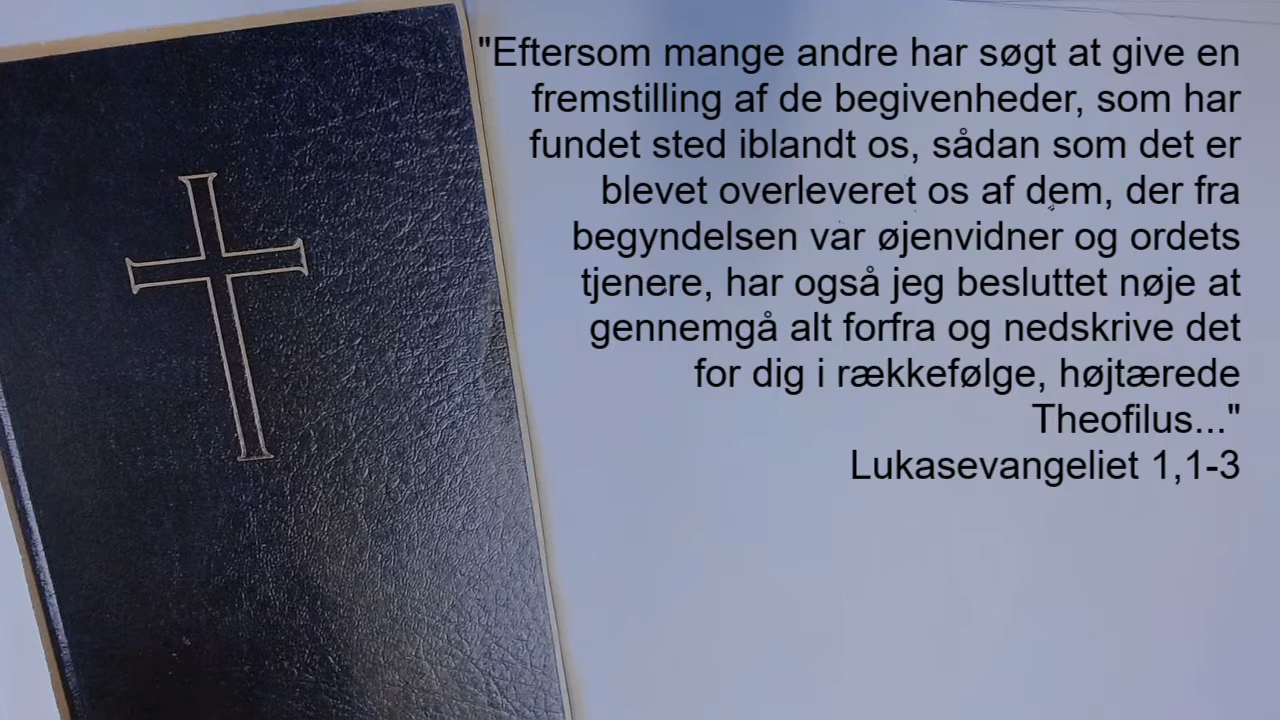 "Eftersom mange andre har søgt at give en
fremstilling af de begivenheder, som har
fundet sted iblandt os, sådan som det er
blevet overleveret os af dem, der fra
begyndelsen var øjenvidner og ordets
tjenere, har også jeg besluttet nøje at
gennemgå alt forfra og nedskrive det
for dig i rækkefølge, højtærede
Theofilus..."
Lukasevangeliet 1,1-3